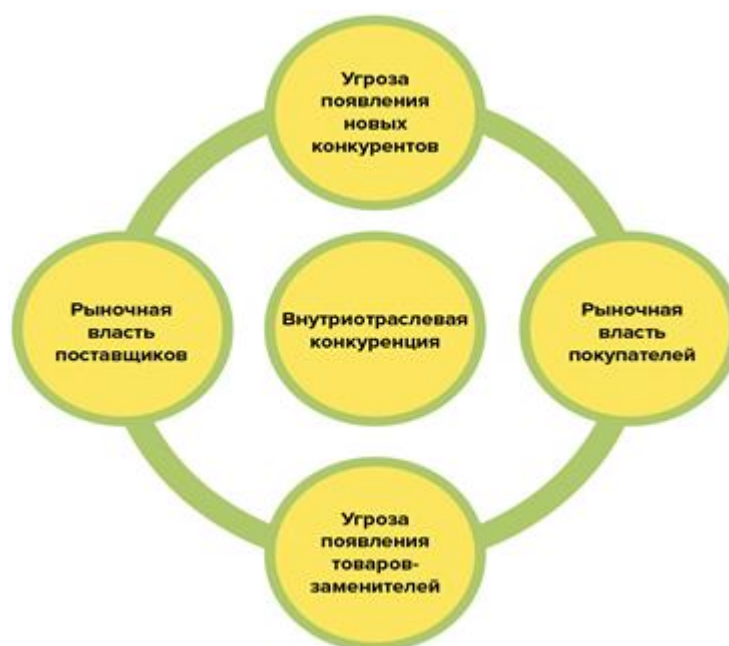 Угроза
появления
новых
конкурентов
Рыночная
власть
поставщиков
Внутриотраслевая
конкуренция
Рыночная
власть
покупателей
Угроза
появления
товаров-
заменителей